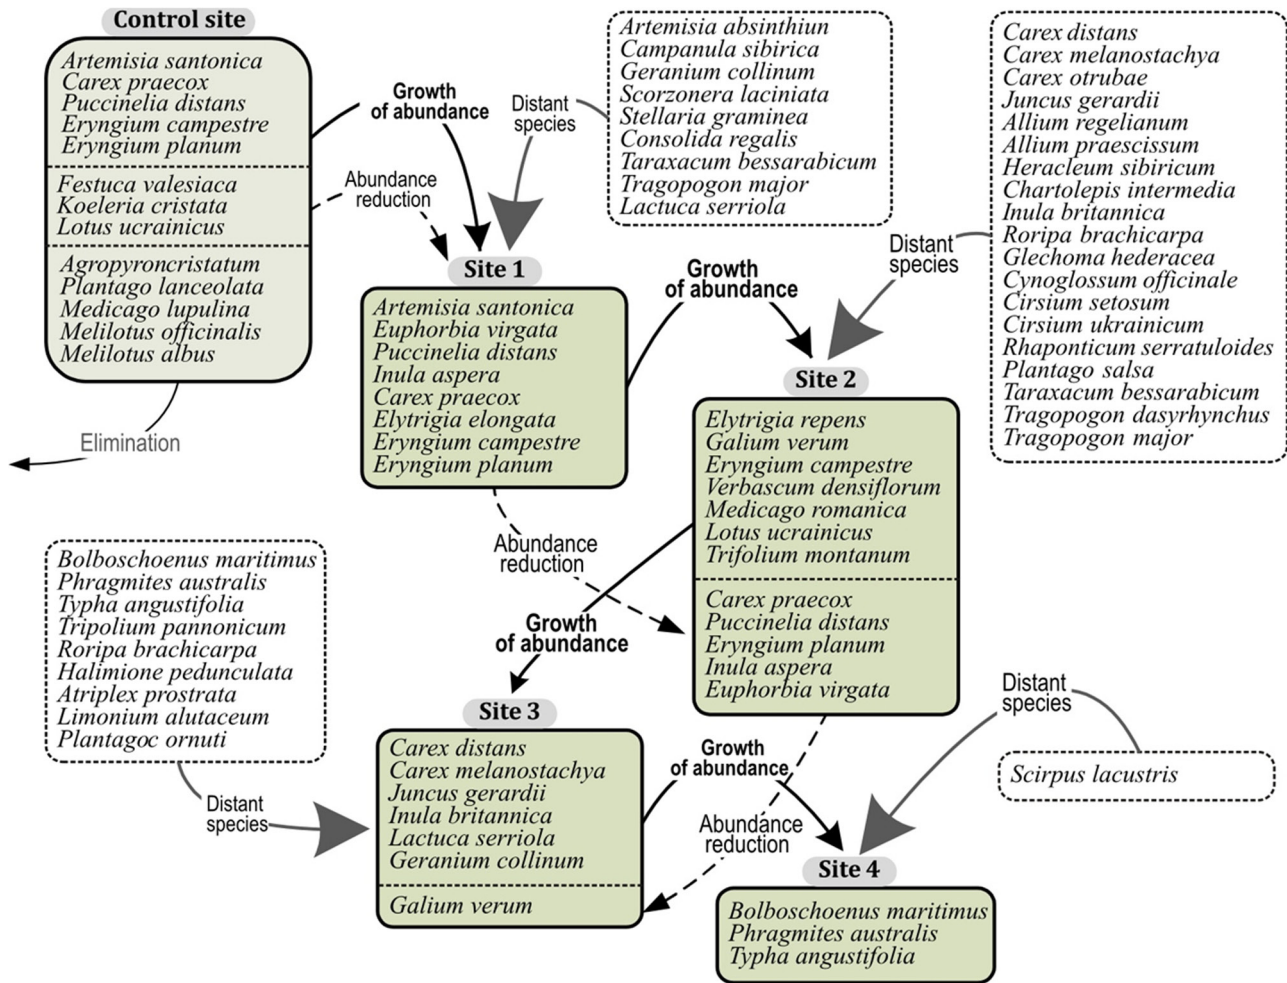 Control site
Artemisia santonica
Carex praecox
Puccinelia distans
Eryngium campestre
Eryngium planum
Festuca valesiaca
Koeleria cristata
Lotus ucrainicus
Agropyroncristatum
Plantago lanceolata
Medicago lupulina
Melilotus officinalis
Melilotus albus
Elimination
Growth
of abundance
Abundance
reduction
Distant
species
Artemisia absinthiun
Campanula sibirica
Geranium collinum
Scorzonera laciniata
Stellaria graminea
Consolida regalis
Taraxacum bessarabicum
Tragopogon major
Lactuca serriola
Site 1
Artemisia santonica
Euphorbia virgata
Puccinelia distans
Inula aspera
Carex praecox
Elytrigia elongata
Eryngium campestre
Eryngium planum
Growth
of abundance
Abundance
reduction
Distant
species
Carex distans
Carex melanostachya
Carex otrubae
Juncus gerardii
Allium regelianum
Allium praescissum
Heracleum sibiricum
Chartolepis intermedia
Inula britannica
Roripa brachicarpa
Glechoma hederacea
Cynoglossum officinale
Cirsium setosum
Cirsium ukrainicum
Rhaponticum serratuloides
Plantago salsa
Taraxacum bessarabicum
Tragopogon dasyrhynchus
Tragopogon major
Site 2
Elytrigia repens
Galium verum
Eryngium campestre
Verbascum densiflorum
Medicago romanica
Lotus ucrainicus
Trifolium montanum
Carex praecox
Puccinelia distans
Eryngium planum
Inula aspera
Euphorbia virgata
Growth
of abundance
Bolboschoenus maritimus
Phragmites australis
Typha angustifolia
Tripolium pannonicum
Roripa brachicarpa
Halimione pedunculata
Atriplex prostrata
Limonium alutaceum
Plantagoc ornuti
Distant
species
Site 3
Carex distans
Carex melanostachya
Juncus gerardii
Inula britannica
Lactuca serriola
Geranium collinum
Galium verum
Growth
of abundance
Abundance
reduction
Distant
species
Scirpus lacustris
Site 4
Bolboschoenus maritimus
Phragmites australis
Typha angustifolia